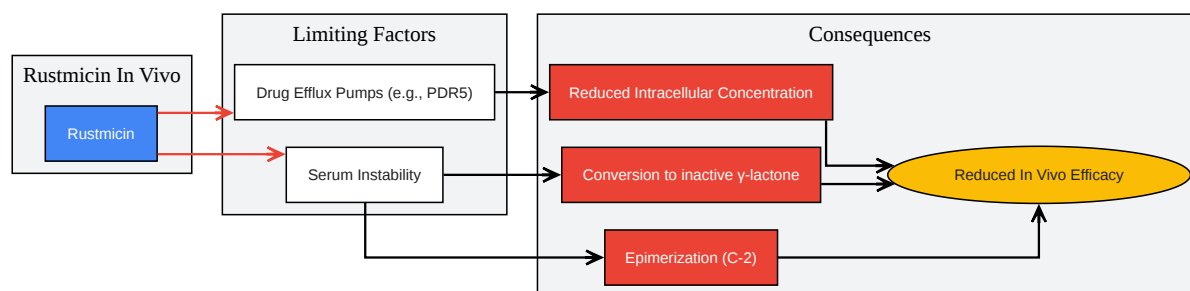 Rustmicin In Vivo
Rustmicin
Limiting Factors
Drug Efflux Pumps (e.g., PDR5)
Serum Instability
Consequences
Reduced Intracellular Concentration
Conversion to inactive γ-lactone
Epimerization (C-2)
Reduced In Vivo Efficacy